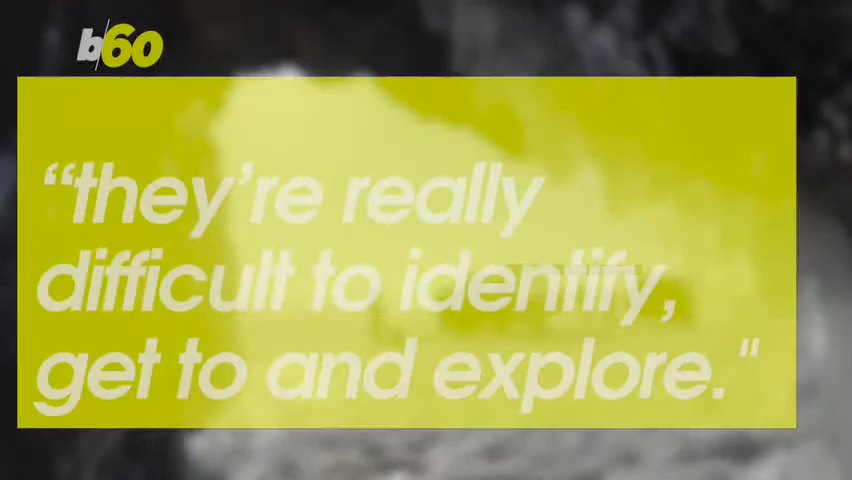 b60
“they’re really
difficult to identify,
get to and explore."